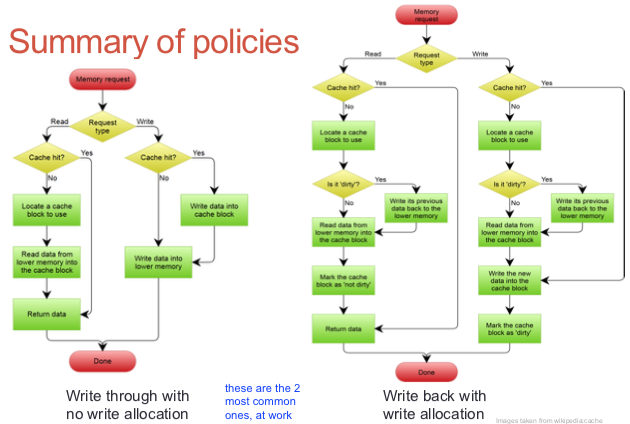 Summary of policies
Memory request
Request
type
Read
Write
Cache hit?
Yes
No
Locate a cache
block to use
Read data from
lower memory into
the cache block
Return data
Cache hit?
Yes
No
Write data into
cache block
Write data into
lower memory
Done
Write through with
no write allocation
these are the 2
most common
ones, at work
Memory
request
Request
type
Read
Write
Cache hit?
Yes
No
Locate a cache
block to use
Is it 'dirty'?
Yes
No
Write its previous
data back to the
lower memory
Read data from
lower memory into
the cache block
Mark the cache
block as 'not dirty'
Return data
Cache hit?
Yes
No
Locate a cache
block to use
Is it 'dirty'?
Yes
No
Write its previous
data back to the
lower memory
Read data from
lower memory into
the cache block
Write the new
data into the
cache block
Mark the cache
block as 'dirty'
Done
Write back with
write allocation
Images taken from wikipedia:cache